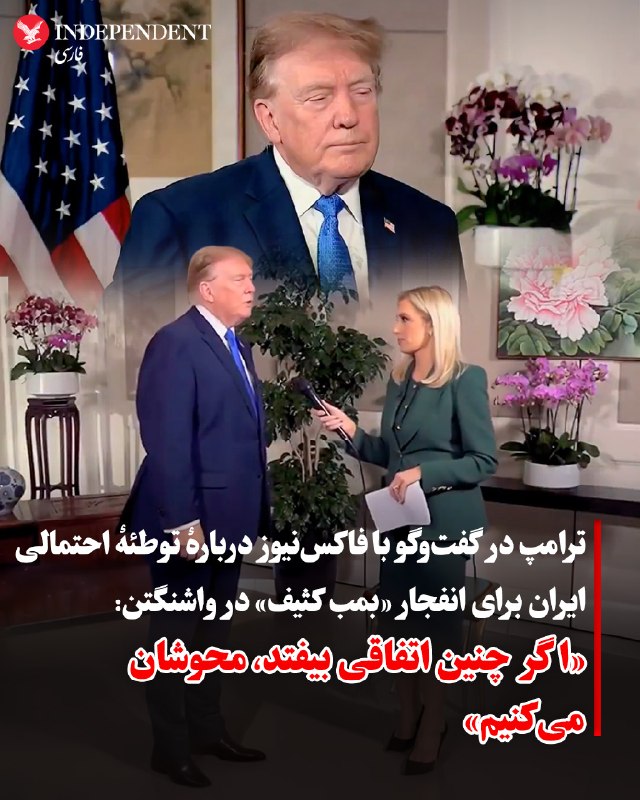 INDEPENDENT
فارسی
ترامپ در گفت‌وگو با فاکس‌نیوز دربارهٔ توطئهٔ احتمالی
ایران برای انفجار «بمب کثیف» در واشنگتن:
«اگر چنین اتفاقی بیفتد، محوشان
می‌کنیم»